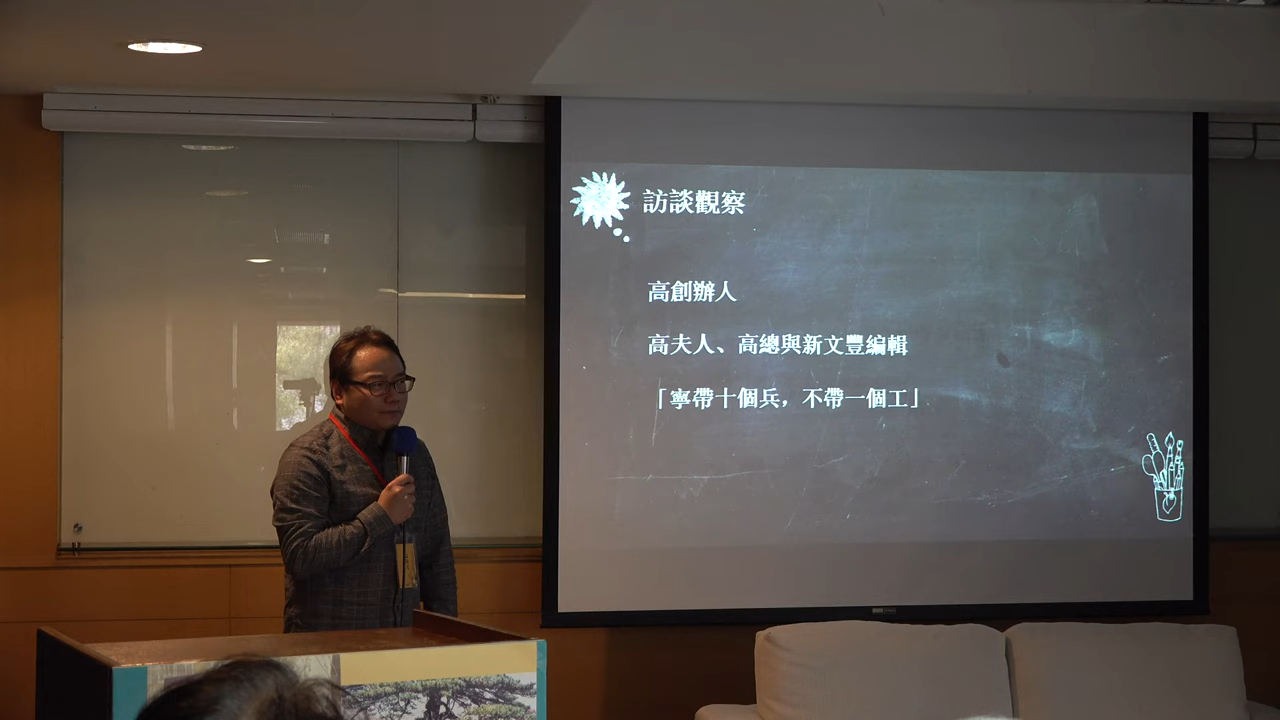 訪談觀察
高創辦人
高夫人、高總與新文豐編輯
「寧帶十個兵，不帶一個工」